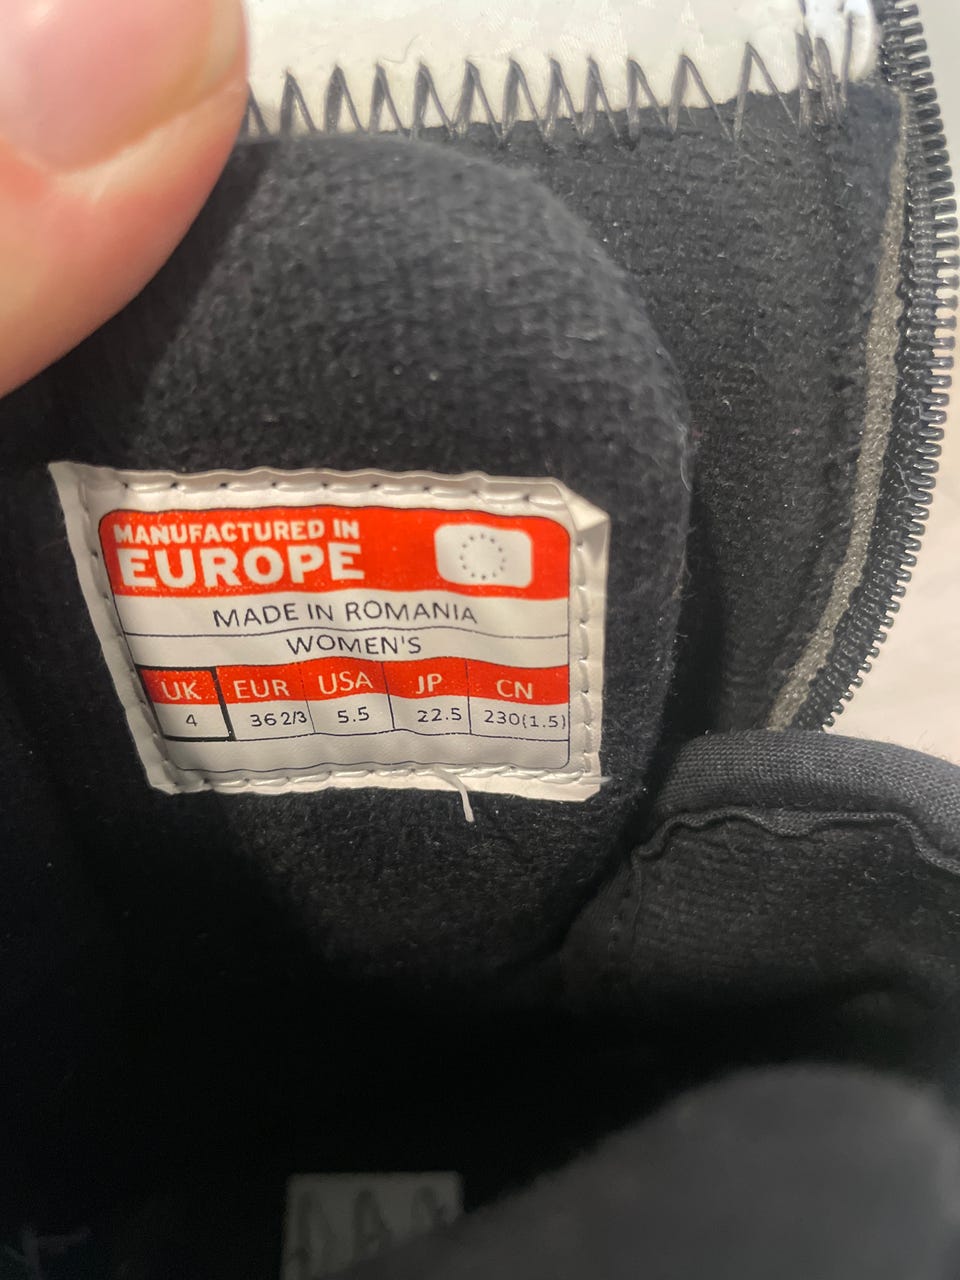 MANUFACTURED IN
EUROPE
MADE IN ROMANIA
WOMEN'S
UK EUR USA JP CN
4 36 2/3 5.5 22.5 230(1.5)